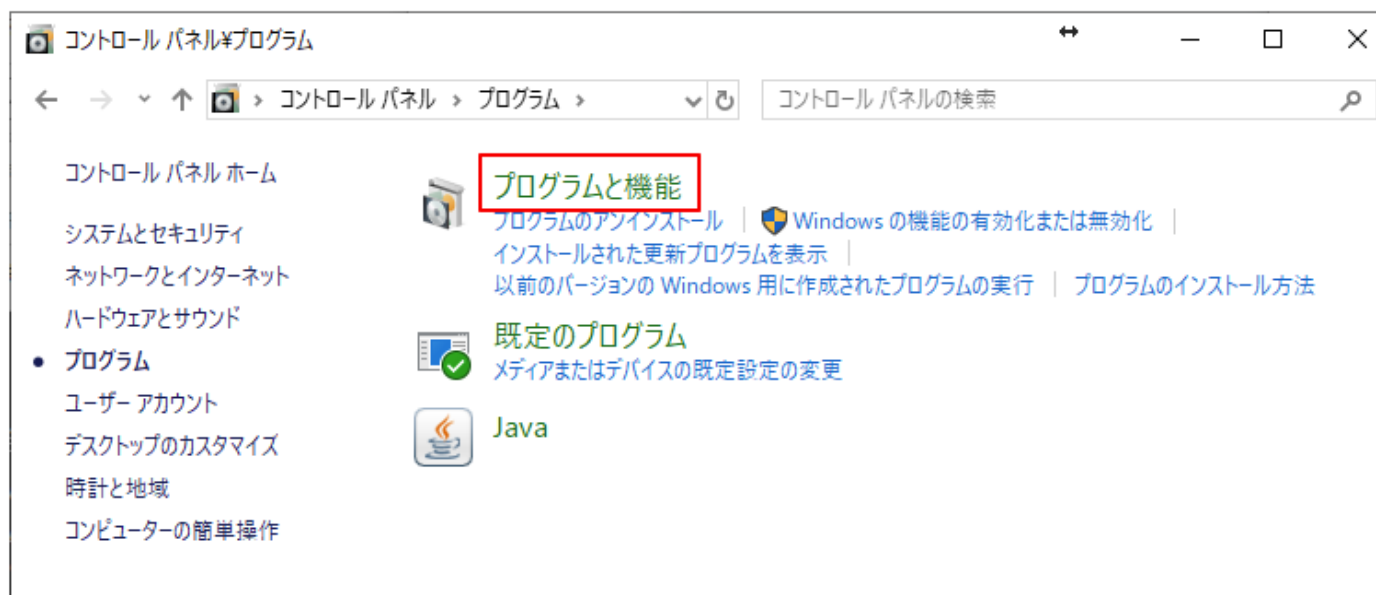 コントロール パネル¥プログラム
コントロール パネル › プログラム ›
コントロール パネルの検索
コントロール パネル ホーム
システムとセキュリティ
ネットワークとインターネット
ハードウェアとサウンド
プログラム
ユーザー アカウント
デスクトップのカスタマイズ
時計と地域
コンピューターの簡単操作
プログラムと機能
プログラムのアンインストール
Windows の機能の有効化または無効化
インストールされた更新プログラムを表示
以前のバージョンの Windows 用に作成されたプログラムの実行
プログラムのインストール方法
既定のプログラム
メディアまたはデバイスの既定設定の変更
Java